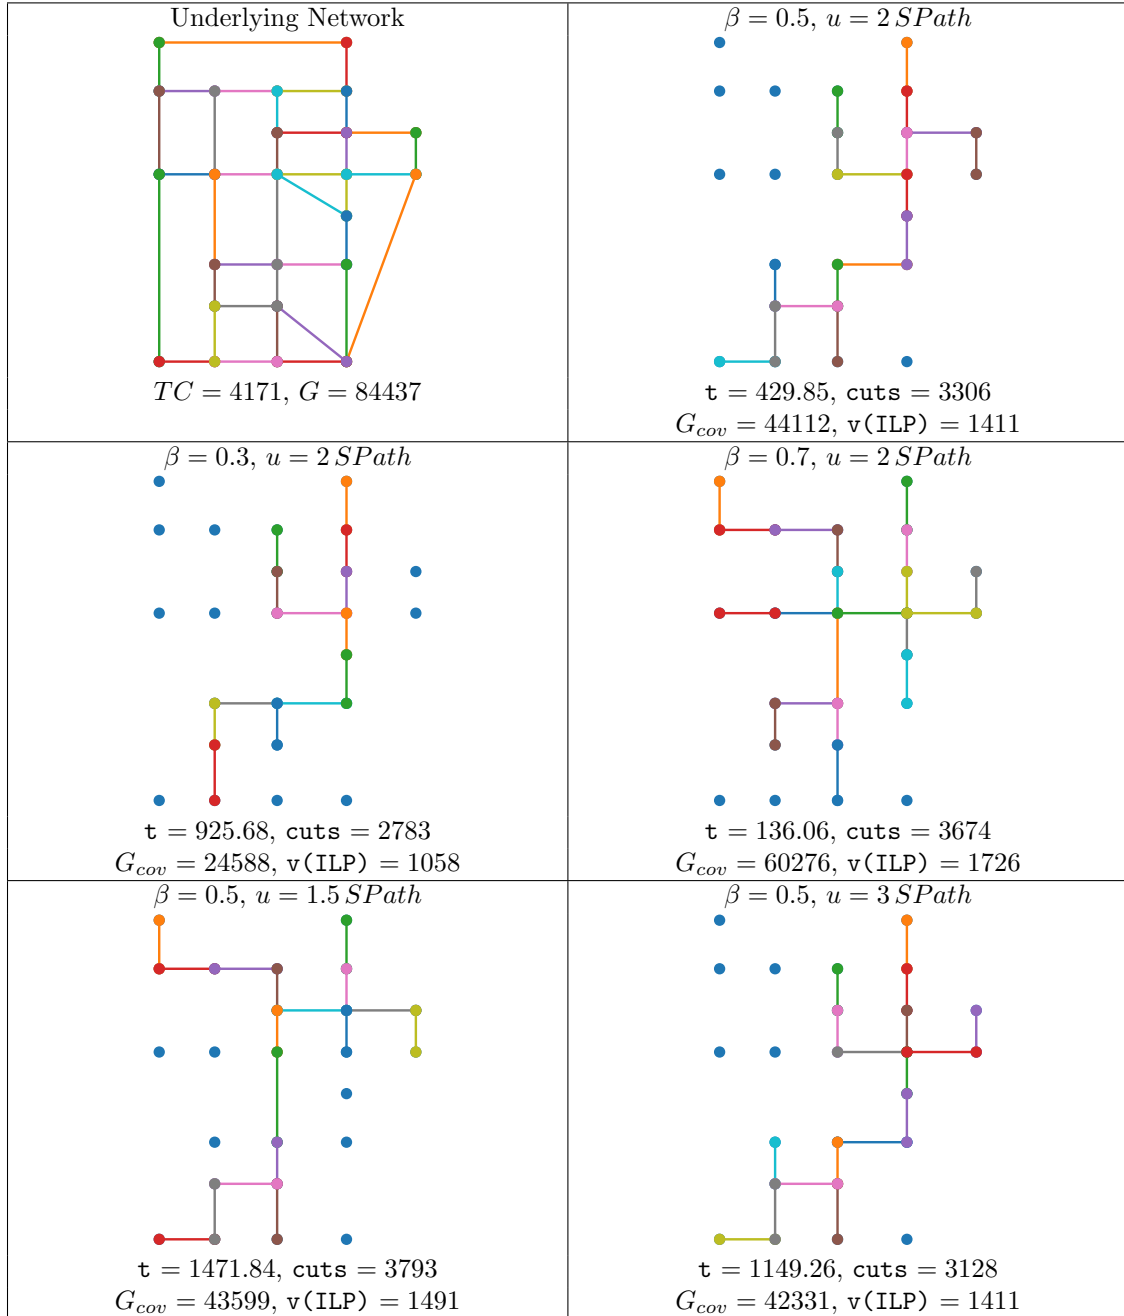 Underlying Network
TC = 4171, G = 84437
β = 0.5, u = 2 SPath
t = 429.85, cuts = 3306
G_cov = 44112, v(ILP) = 1411
β = 0.3, u = 2 SPath
t = 925.68, cuts = 2783
G_cov = 24588, v(ILP) = 1058
β = 0.7, u = 2 SPath
t = 136.06, cuts = 3674
G_cov = 60276, v(ILP) = 1726
β = 0.5, u = 1.5 SPath
t = 1471.84, cuts = 3793
G_cov = 43599, v(ILP) = 1491
β = 0.5, u = 3 SPath
t = 1149.26, cuts = 3128
G_cov = 42331, v(ILP) = 1411